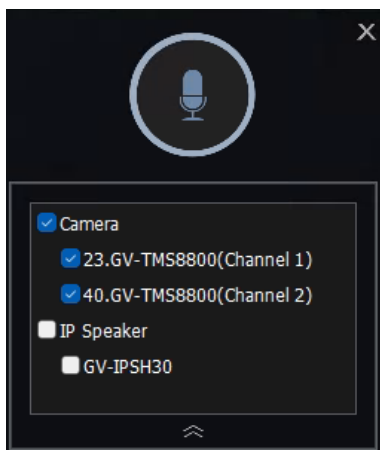 Camera
23.GV-TMS8800(Channel 1)
40.GV-TMS8800(Channel 2)
IP Speaker
GV-IPSH30